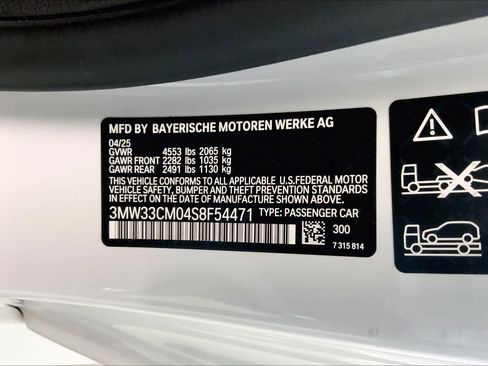 MFD BY BAYERISCHE MOTOREN WERKE AG
04/25
GVWR 4553 lbs 2065 kg
GAWR FRONT 2282 lbs 1035 kg
GAWR REAR 2491 lbs 1130 kg
THIS VEHICLE CONFORMS TO ALL APPLICABLE U.S. FEDERAL MOTOR
VEHICLE SAFETY, BUMPER, AND THEFT PREVENTION STANDARDS
IN EFFECT ON THE DATE OF MANUFACTURE SHOWN ABOVE.
3MW33CM04S8F54471 TYPE: PASSENGER CAR
300
7 315 814